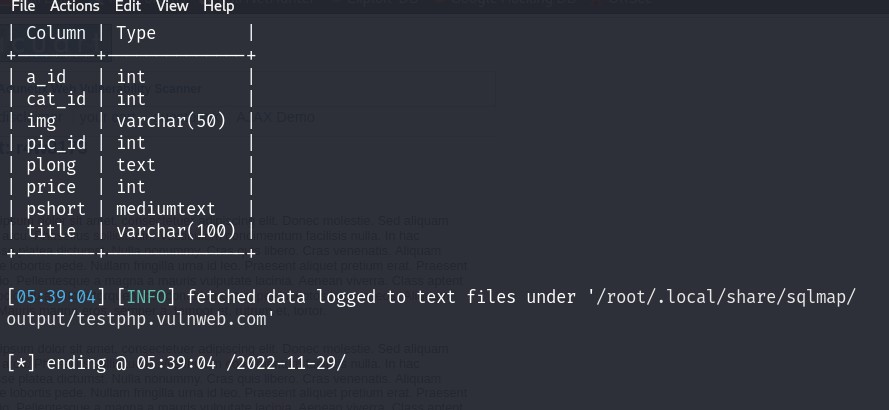 File Actions Edit View Help
| Column | Type |
+--------+--------------+
| a_id | int |
| cat_id | int |
| img | varchar(50) |
| pic_id | int |
| plong | text |
| price | int |
| pshort | mediumtext |
| title | varchar(100) |
+--------+--------------+
[05:39:04] [INFO] fetched data logged to text files under '/root/.local/share/sqlmap/
output/testphp.vulnweb.com'
[*] ending @ 05:39:04 /2022-11-29/